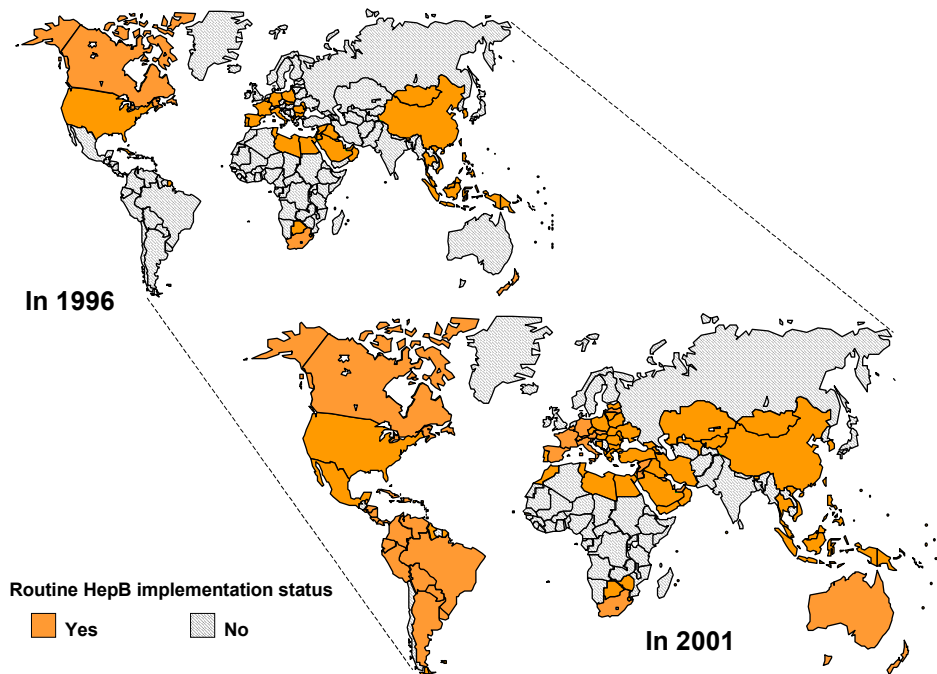 In 1996
Routine HepB implementation status
Yes
No
In 2001